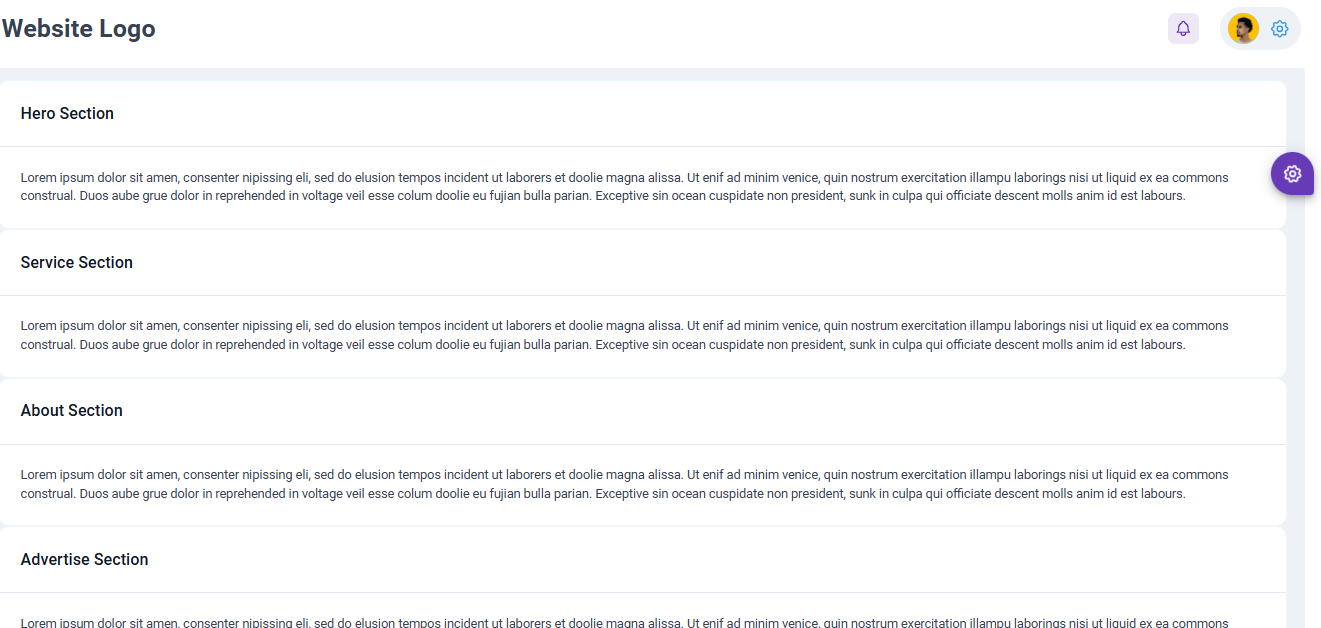 Website Logo
Hero Section
Lorem ipsum dolor sit amen, consenter nipissing eli, sed do elusion tempos incident ut laborers et doolie magna alissa. Ut enif ad minim venice, quin nostrum exercitation illampu laborings nisi ut liquid ex ea commons
construal. Duos aube grue dolor in reprehended in voltage veil esse colum doolie eu fujian bulla parian. Exceptive sin ocean cuspidate non president, sunk in culpa qui officiate descent molls anim id est labours.
Service Section
Lorem ipsum dolor sit amen, consenter nipissing eli, sed do elusion tempos incident ut laborers et doolie magna alissa. Ut enif ad minim venice, quin nostrum exercitation illampu laborings nisi ut liquid ex ea commons
construal. Duos aube grue dolor in reprehended in voltage veil esse colum doolie eu fujian bulla parian. Exceptive sin ocean cuspidate non president, sunk in culpa qui officiate descent molls anim id est labours.
About Section
Lorem ipsum dolor sit amen, consenter nipissing eli, sed do elusion tempos incident ut laborers et doolie magna alissa. Ut enif ad minim venice, quin nostrum exercitation illampu laborings nisi ut liquid ex ea commons
construal. Duos aube grue dolor in reprehended in voltage veil esse colum doolie eu fujian bulla parian. Exceptive sin ocean cuspidate non president, sunk in culpa qui officiate descent molls anim id est labours.
Advertise Section
Lorem ipsum dolor sit amen, consenter nipissing eli, sed do elusion tempos incident ut laborers et doolie magna alissa. Ut enif ad minim venice, quin nostrum exercitation illampu laborings nisi ut liquid ex ea commons